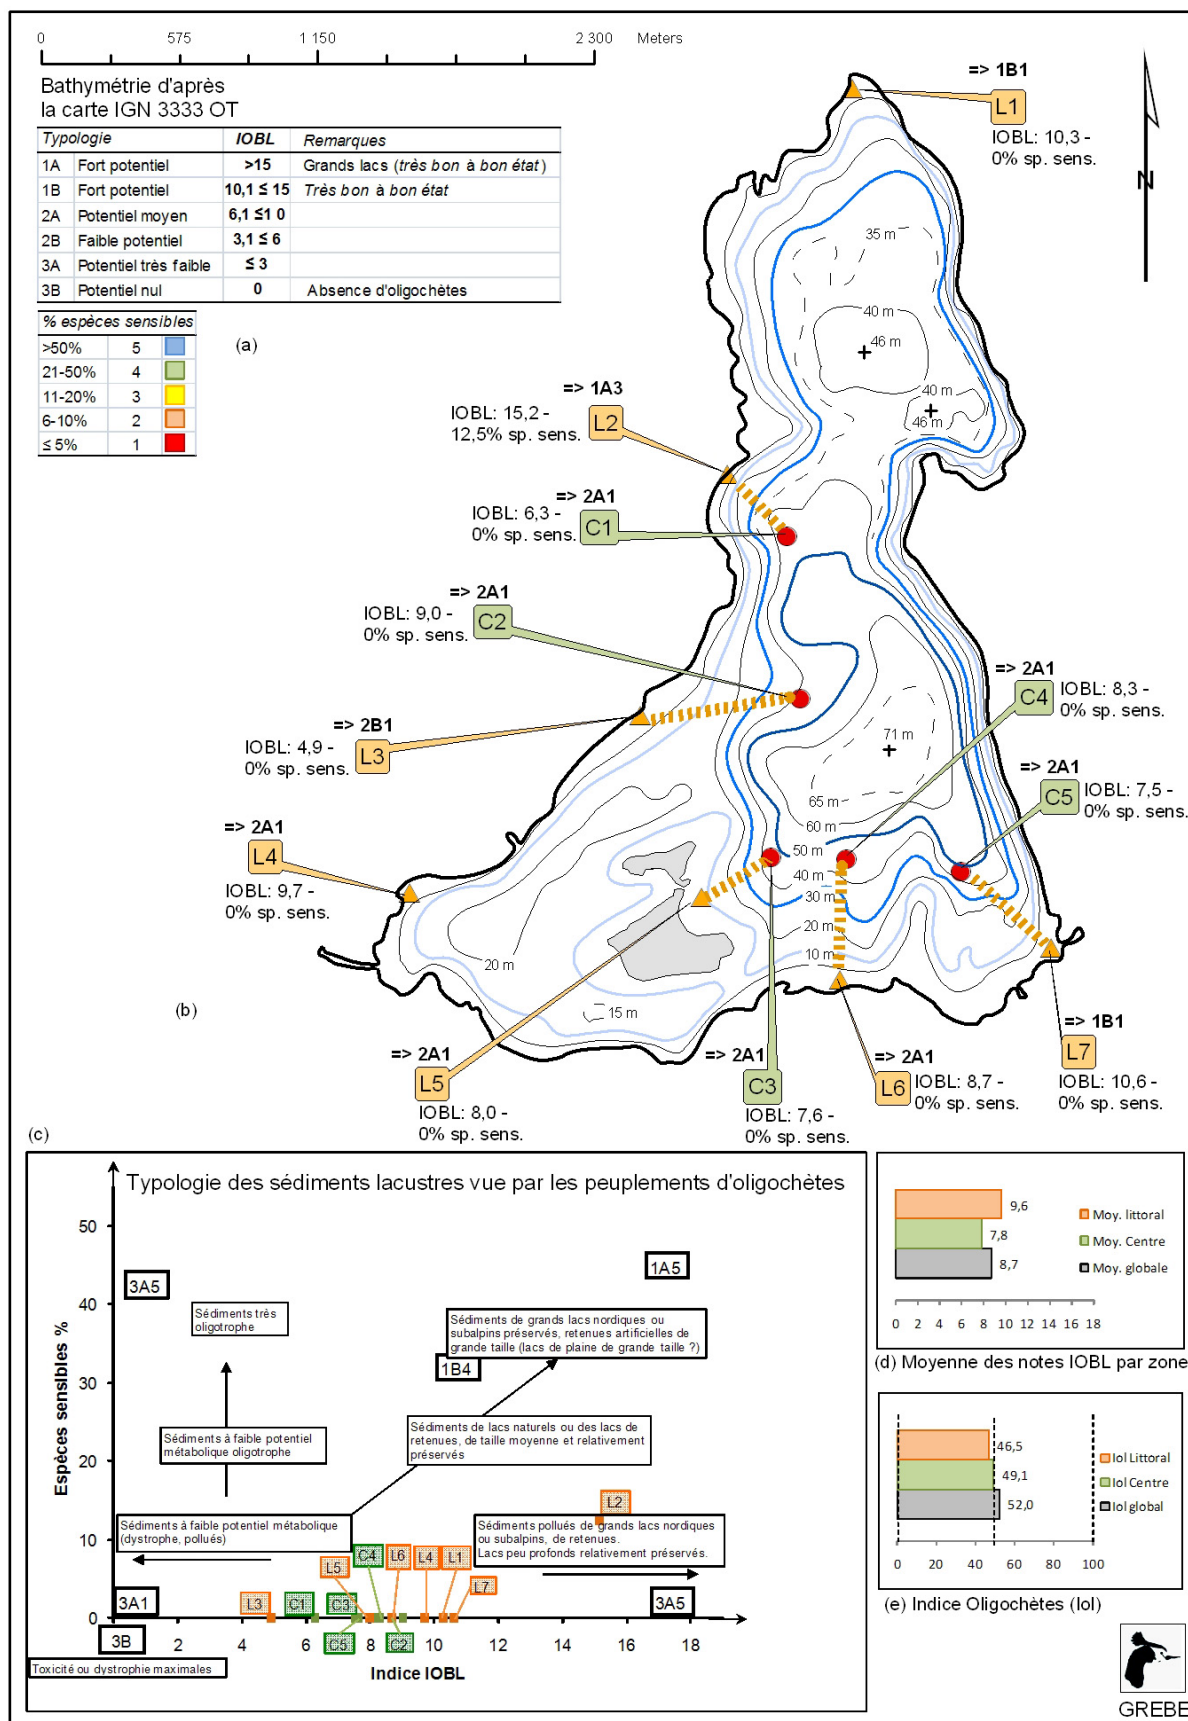 0 575 1 150 2 300 Meters
Bathymétrie d'après
la carte IGN 3333 OT
Typologie IOBL Remarques
1A Fort potentiel >15 Grands lacs (très bon à bon état)
1B Fort potentiel 10,1 ≤ 15 Très bon à bon état
2A Potentiel moyen 6,1 ≤1 0
2B Faible potentiel 3,1 ≤ 6
3A Potentiel très faible ≤ 3
3B Potentiel nul 0 Absence d'oligochètes
% espèces sensibles
>50% 5
21-50% 4
11-20% 3
6-10% 2
≤ 5% 1
(a)
=> 1B1
L1
IOBL: 10,3 -
0% sp. sens.
N
35 m
40 m
46 m
40 m
46 m
=> 1A3
IOBL: 15,2 -
12,5% sp. sens.
L2
=> 2A1
IOBL: 6,3 -
0% sp. sens.
C1
=> 2A1
IOBL: 9,0 -
0% sp. sens.
C2
=> 2A1
C4
IOBL: 8,3 -
0% sp. sens.
=> 2B1
IOBL: 4,9 -
0% sp. sens.
L3
71 m
=> 2A1
C5
IOBL: 7,5-
0% sp. sens.
65 m
60 m
50 m
40 m
30 m
20 m
10 m
=> 2A1
L4
IOBL: 9,7 -
0% sp. sens.
20 m
15 m
(b)
=> 2A1
L5
IOBL: 8,0 -
0% sp. sens.
=> 2A1
C3
IOBL: 7,6 -
0% sp. sens.
=> 2A1
L6
IOBL: 8,7 -
0% sp. sens.
=> 1B1
L7
IOBL: 10,6 -
0% sp. sens.
(c)
Typologie des sédiments lacustres vue par les peuplements d'oligochètes
Espèces sensibles %
50
40
30
20
10
0
3A5
1A5
Sédiments très
oligotrophe
Sédiments de grands lacs nordiques ou
subalpins préservés, retenues artificielles de
grande taille (lacs de plaine de grande taille ?)
1B4
Sédiments à faible potentiel
métabolique oligotrophe
Sédiments de lacs naturels ou des lacs de
retenues, de taille moyenne et relativement
préservés
L2
Sédiments à faible potentiel métabolique
(dystrophe, pollués)
Sédiments pollués de grands lacs nordiques
ou subalpins, de retenues.
Lacs peu profonds relativement préservés.
L5 C4 L6 L4 L1 L7
3A1 L3 C1 C3 3A5
3B C5 C2
2 4 6 8 10 12 14 16 18
Toxicité ou dystrophie maximales
Indice IOBL
9,6
7,8
8,7
Moy. littoral
Moy. Centre
Moy. globale
0 2 4 6 8 10 12 14 16 18
(d) Moyenne des notes IOBL par zone
46,5
49,1
52,0
Iol Littoral
Iol Centre
Iol global
0 20 40 60 80 100
(e) Indice Oligochètes (Iol)
GREBE